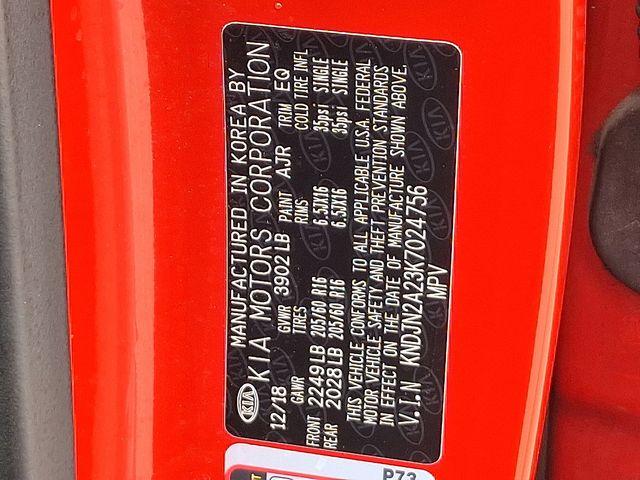 KIA MANUFACTURED IN KOREA BY
KIA MOTORS CORPORATION
12/18 GVWR 3902 LB PAINT AJR TRIM EQ
GAWR TIRES RIMS COLD TIRE INFL
FRONT 2249 LB 205/60 R16 6.5JX16 35psi SINGLE
REAR 2028 LB 205/60 R16 6.5JX16 35psi SINGLE
THIS VEHICLE CONFORMS TO ALL APPLICABLE U.S.A. FEDERAL
MOTOR VEHICLE SAFETY AND THEFT PREVENTION STANDARDS
IN EFFECT ON THE DATE OF MANUFACTURE SHOWN ABOVE.
V.I.N KNDJN2A23K7024756
MPV
P73